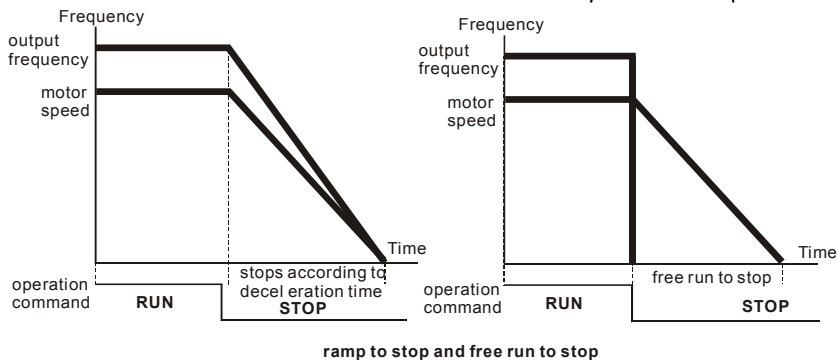 Frequency
output
frequency
motor
speed
Time
stops according to
decel eration time
operation
command
RUN
STOP
Frequency
output
frequency
motor
speed
Time
free run to stop
operation
command
RUN
STOP
ramp to stop and free run to stop